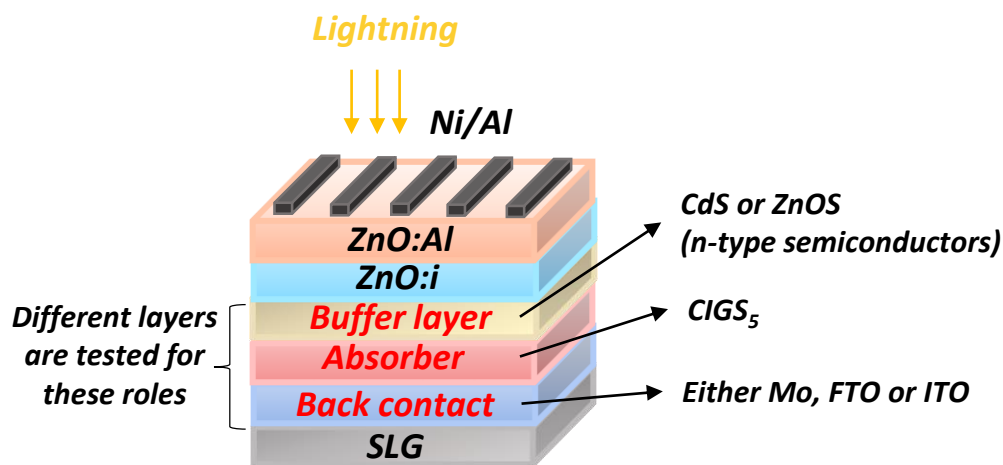 Lightning
Ni/Al
CdS or ZnOS
(n-type semiconductors)
ZnO:Al
ZnO:i
Different layers
are tested for
these roles
Buffer layer
Absorber
Back contact
SLG
CIGS₅
Either Mo, FTO or ITO